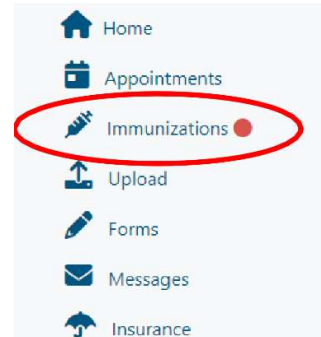 Home
Appointments
Immunizations
Upload
Forms
Messages
Insurance